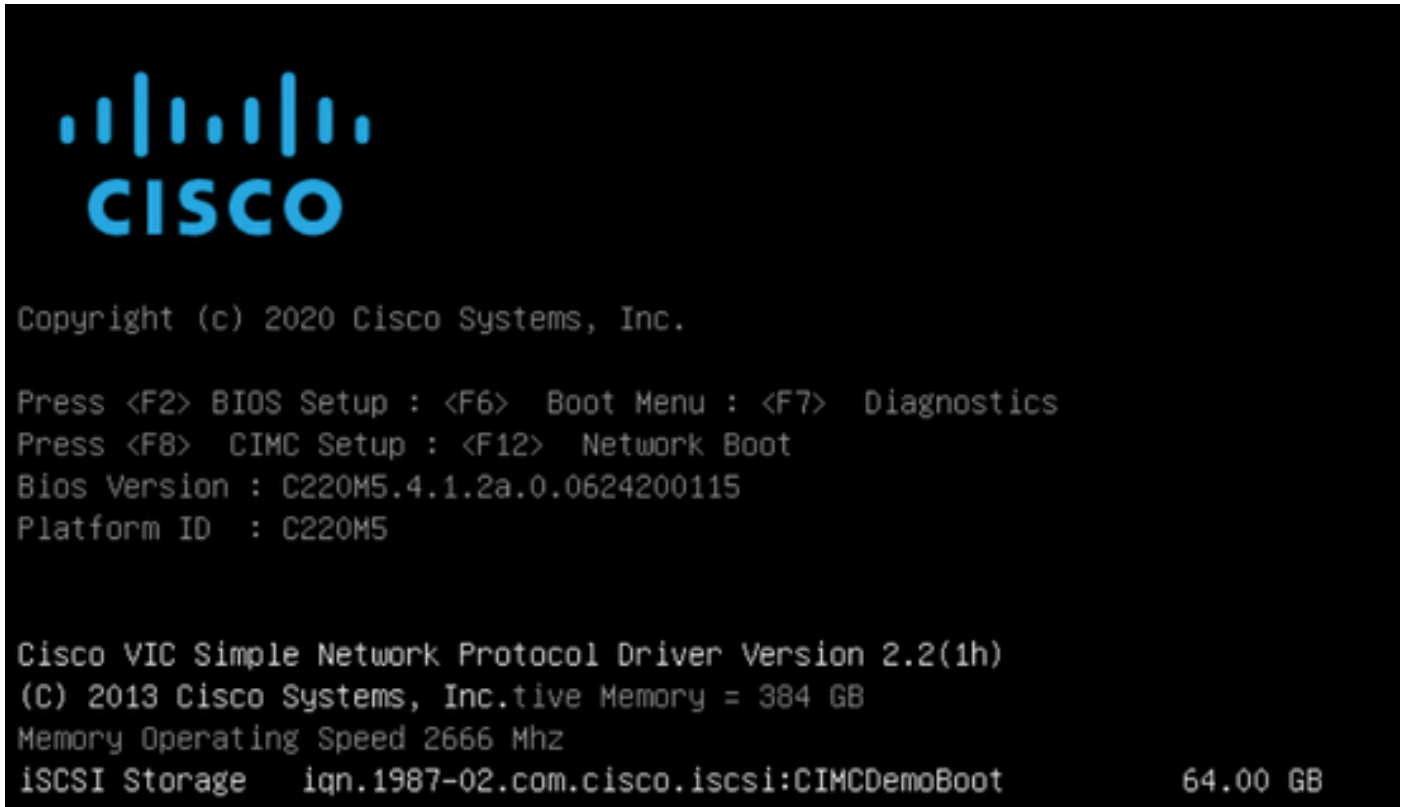 CISCO
Copyright (c) 2020 Cisco Systems, Inc.
Press <F2> BIOS Setup : <F6>  Boot Menu : <F7>  Diagnostics
Press <F8>  CIMC Setup : <F12>  Network Boot
Bios Version : C220M5.4.1.2a.0.0624200115
Platform ID  : C220M5
Cisco VIC Simple Network Protocol Driver Version 2.2(1h)
(C) 2013 Cisco Systems, Inc.tive Memory = 384 GB
Memory Operating Speed 2666 Mhz
iSCSI Storage   iqn.1987-02.com.cisco.iscsi:CIMCDemoBoot          64.00 GB